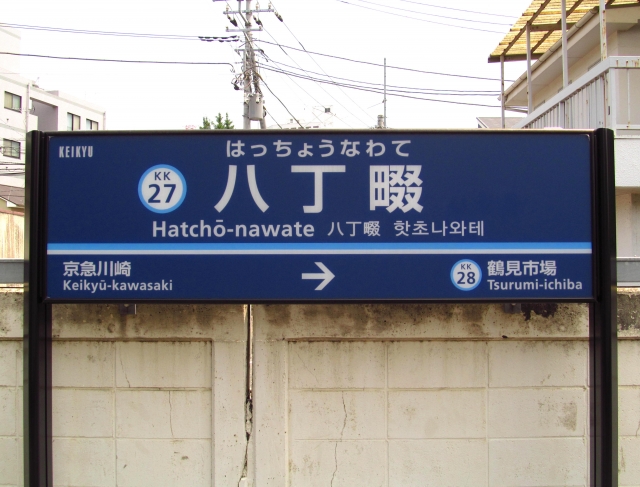 KEIKYU
はっちょうなわて
KK
27
八丁畷
Hatchō-nawate 八丁畷 핫초나와테
京急川崎
Keikyū-kawasaki
→
KK
28
鶴見市場
Tsurumi-ichiba